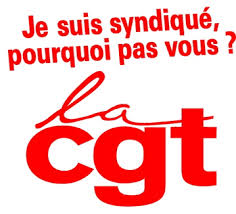 Je suis syndiqué,
pourquoi pas vous ?
la
cgt